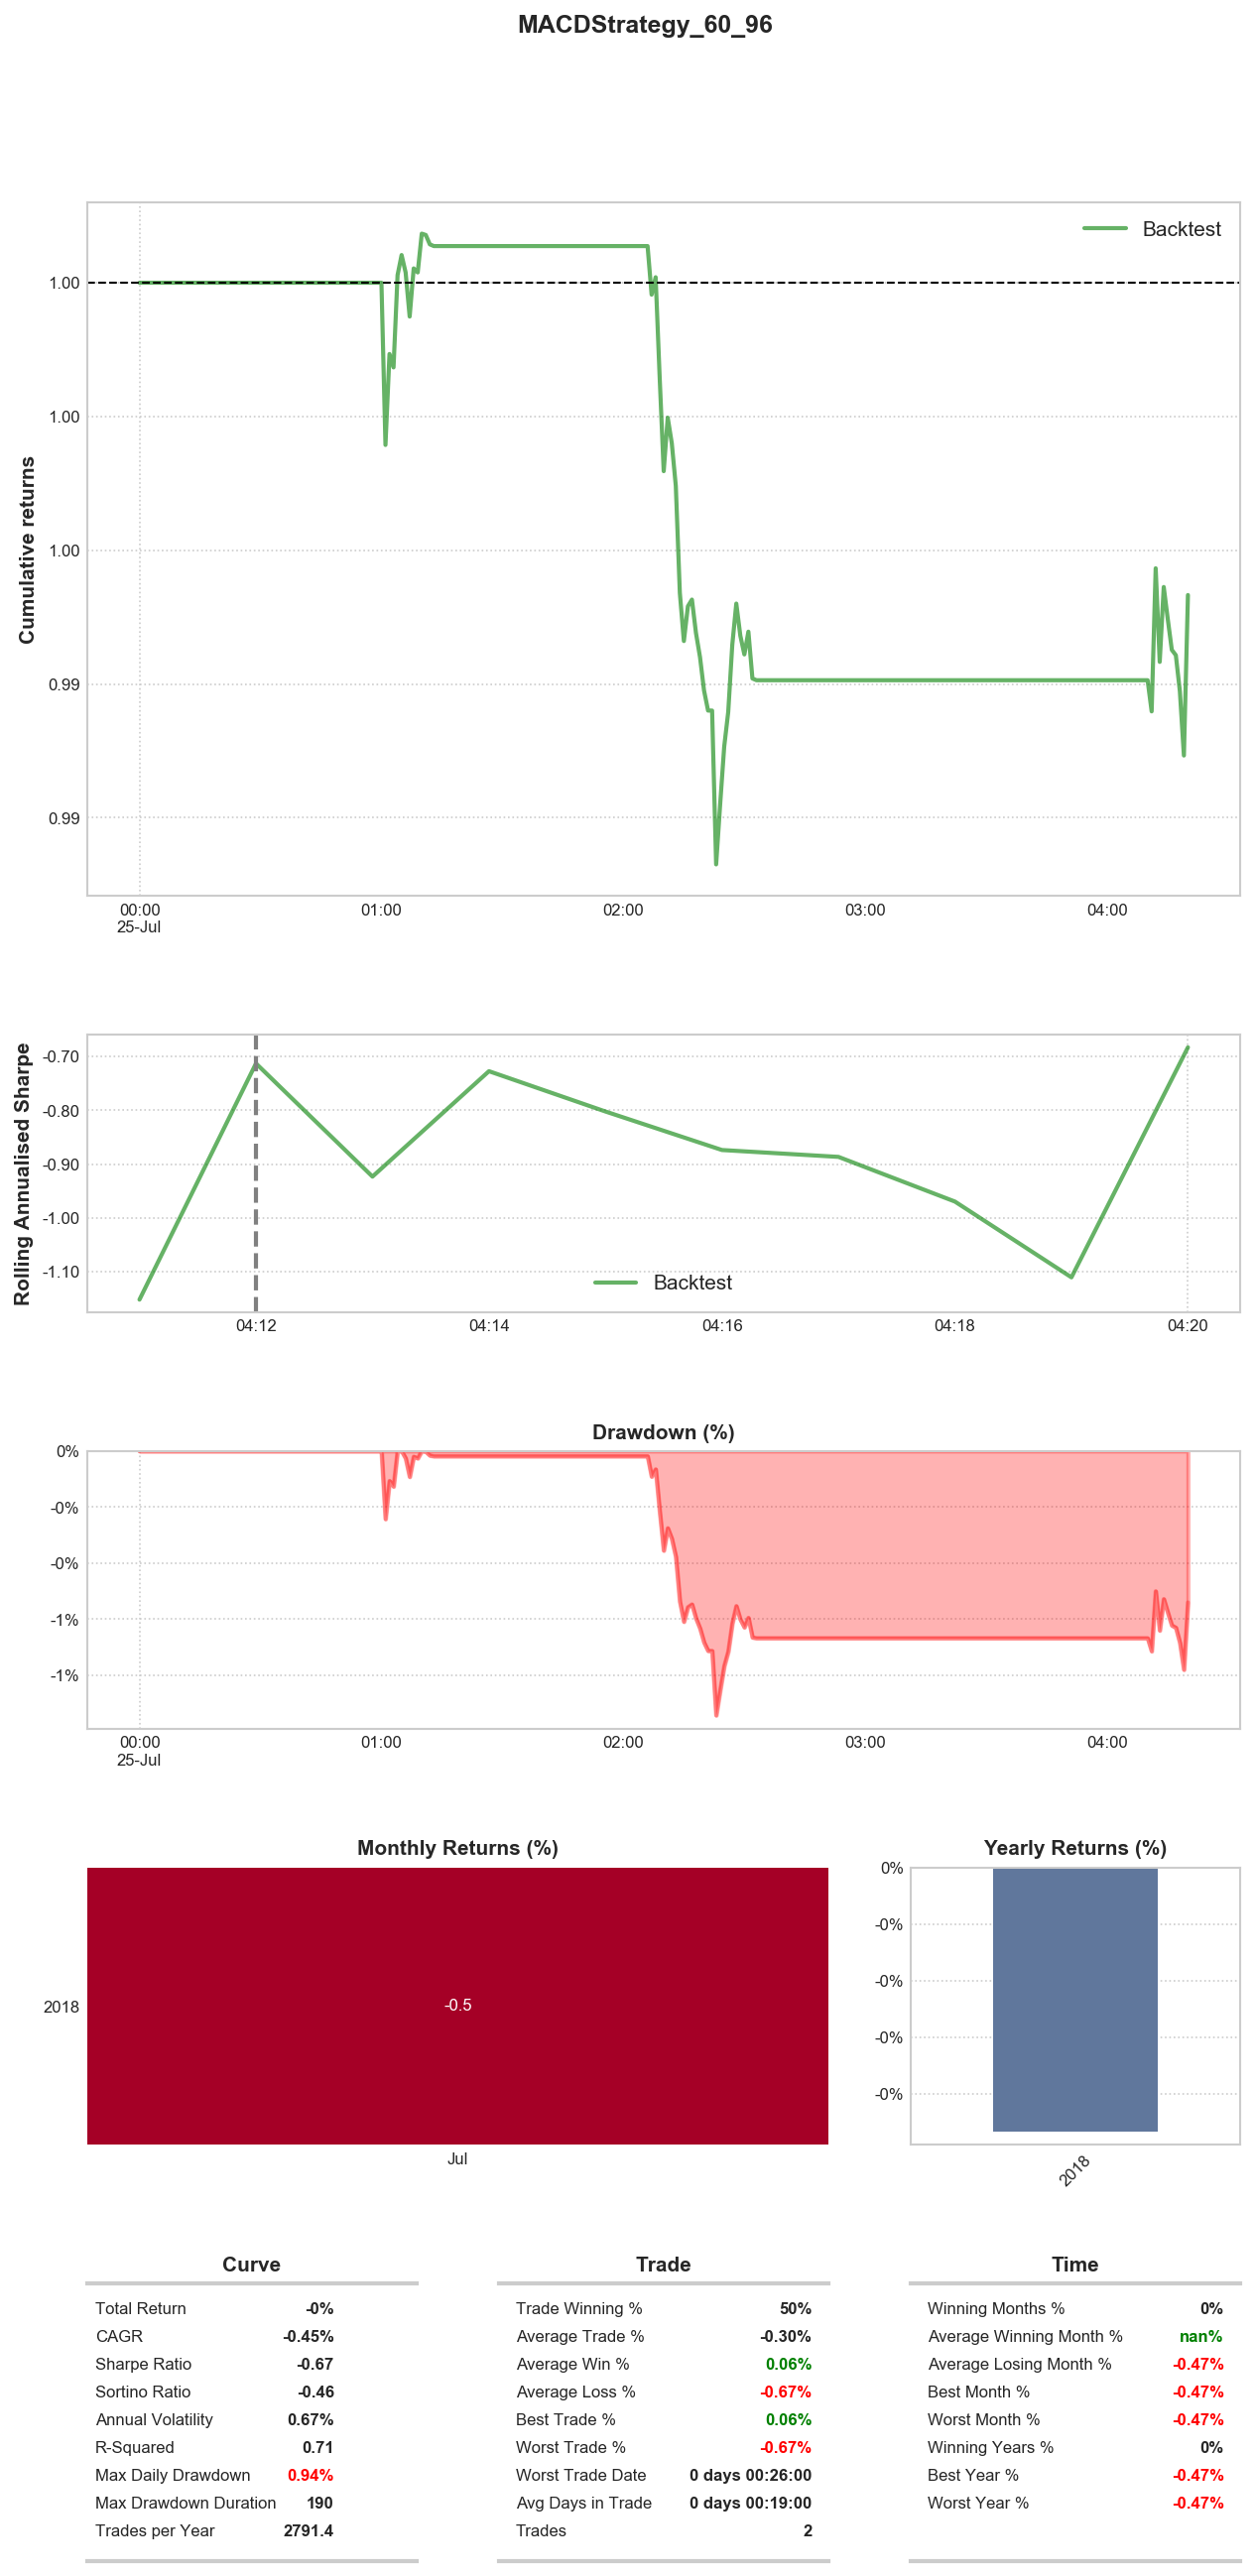 MACDStrategy_60_96
Backtest
Cumulative returns
1.00
1.00
1.00
0.99
0.99
00:00 01:00 02:00 03:00 04:00
25-Jul
Rolling Annualised Sharpe
-0.70
-0.80
-0.90
-1.00
-1.10
Backtest
04:12 04:14 04:16 04:18 04:20
Drawdown (%)
0%
-0%
-0%
-1%
-1%
00:00 01:00 02:00 03:00 04:00
25-Jul
Monthly Returns (%)
2018
-0.5
Jul
Yearly Returns (%)
0%
-0%
-0%
-0%
-0%
2018
Curve
Total Return -0%
CAGR -0.45%
Sharpe Ratio -0.67
Sortino Ratio -0.46
Annual Volatility 0.67%
R-Squared 0.71
Max Daily Drawdown 0.94%
Max Drawdown Duration 190
Trades per Year 2791.4
Trade
Trade Winning % 50%
Average Trade % -0.30%
Average Win % 0.06%
Average Loss % -0.67%
Best Trade % 0.06%
Worst Trade % -0.67%
Worst Trade Date 0 days 00:26:00
Avg Days in Trade 0 days 00:19:00
Trades 2
Time
Winning Months % 0%
Average Winning Month % nan%
Average Losing Month % -0.47%
Best Month % -0.47%
Worst Month % -0.47%
Winning Years % 0%
Best Year % -0.47%
Worst Year % -0.47%